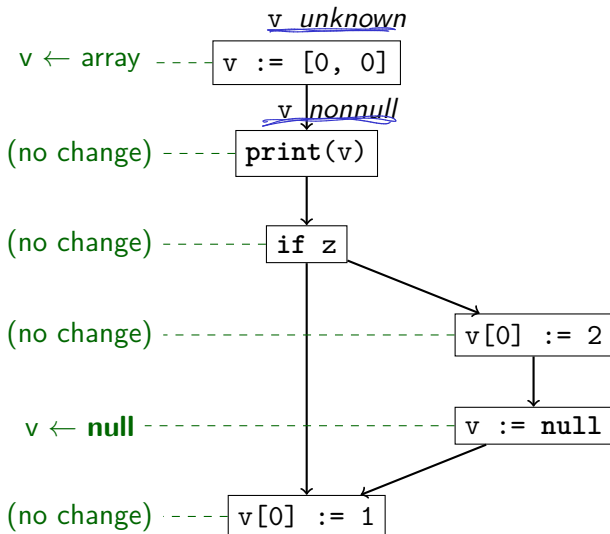 v unknown
v ← array
v := [0, 0]
v nonnull
(no change)
print(v)
(no change)
if z
(no change)
v[0] := 2
v ← null
v := null
(no change)
v[0] := 1